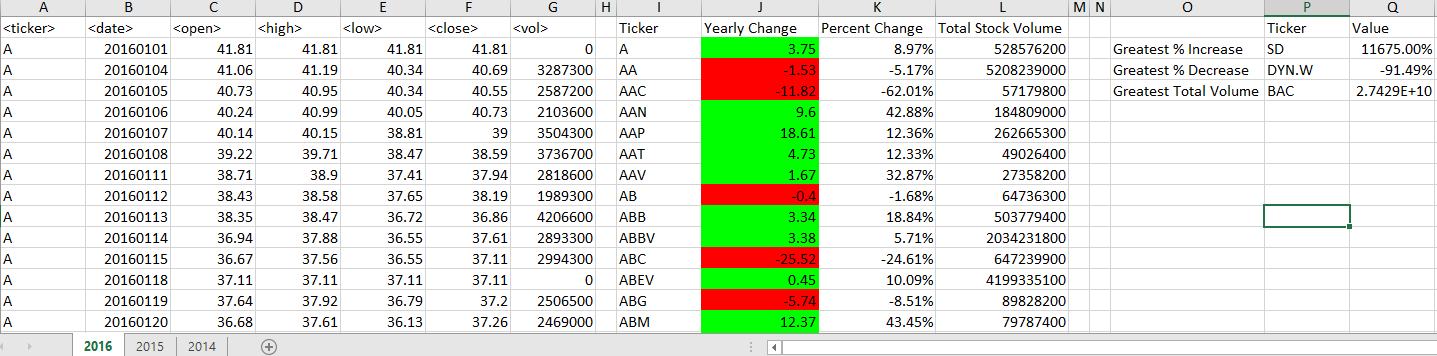 A B C D E F G H I J K L M N O P Q
<ticker> <date> <open> <high> <low> <close> <vol> Ticker Yearly Change Percent Change Total Stock Volume Ticker Value
A 20160101 41.81 41.81 41.81 41.81 0 A 3.75 8.97% 528576200 Greatest % Increase SD 11675.00%
A 20160104 41.06 41.19 40.34 40.69 3287300 AA -1.53 -5.17% 5208239000 Greatest % Decrease DYN.W -91.49%
A 20160105 40.73 40.95 40.34 40.55 2587200 AAC -11.82 -62.01% 57179800 Greatest Total Volume BAC 2.7429E+10
A 20160106 40.24 40.99 40.05 40.73 2103600 AAN 9.6 42.88% 184809000
A 20160107 40.14 40.15 38.81 39 3504300 AAP 18.61 12.36% 262665300
A 20160108 39.22 39.71 38.47 38.59 3736700 AAT 4.73 12.33% 49026400
A 20160111 38.71 38.9 37.41 37.94 2818600 AAV 1.67 32.87% 27358200
A 20160112 38.43 38.58 37.65 38.19 1989300 AB -0.4 -1.68% 64736300
A 20160113 38.35 38.47 36.72 36.86 4206600 ABB 3.34 18.84% 503779400
A 20160114 36.94 37.88 36.55 37.61 2893300 ABBV 3.38 5.71% 2034231800
A 20160115 36.67 37.56 36.55 37.11 2994300 ABC -25.52 -24.61% 647239900
A 20160118 37.11 37.11 37.11 37.11 0 ABEV 0.45 10.09% 4199335100
A 20160119 37.64 37.92 36.79 37.2 2506500 ABG -5.74 -8.51% 89828200
A 20160120 36.68 37.61 36.13 37.26 2469000 ABM 12.37 43.45% 79787400
2016 2015 2014